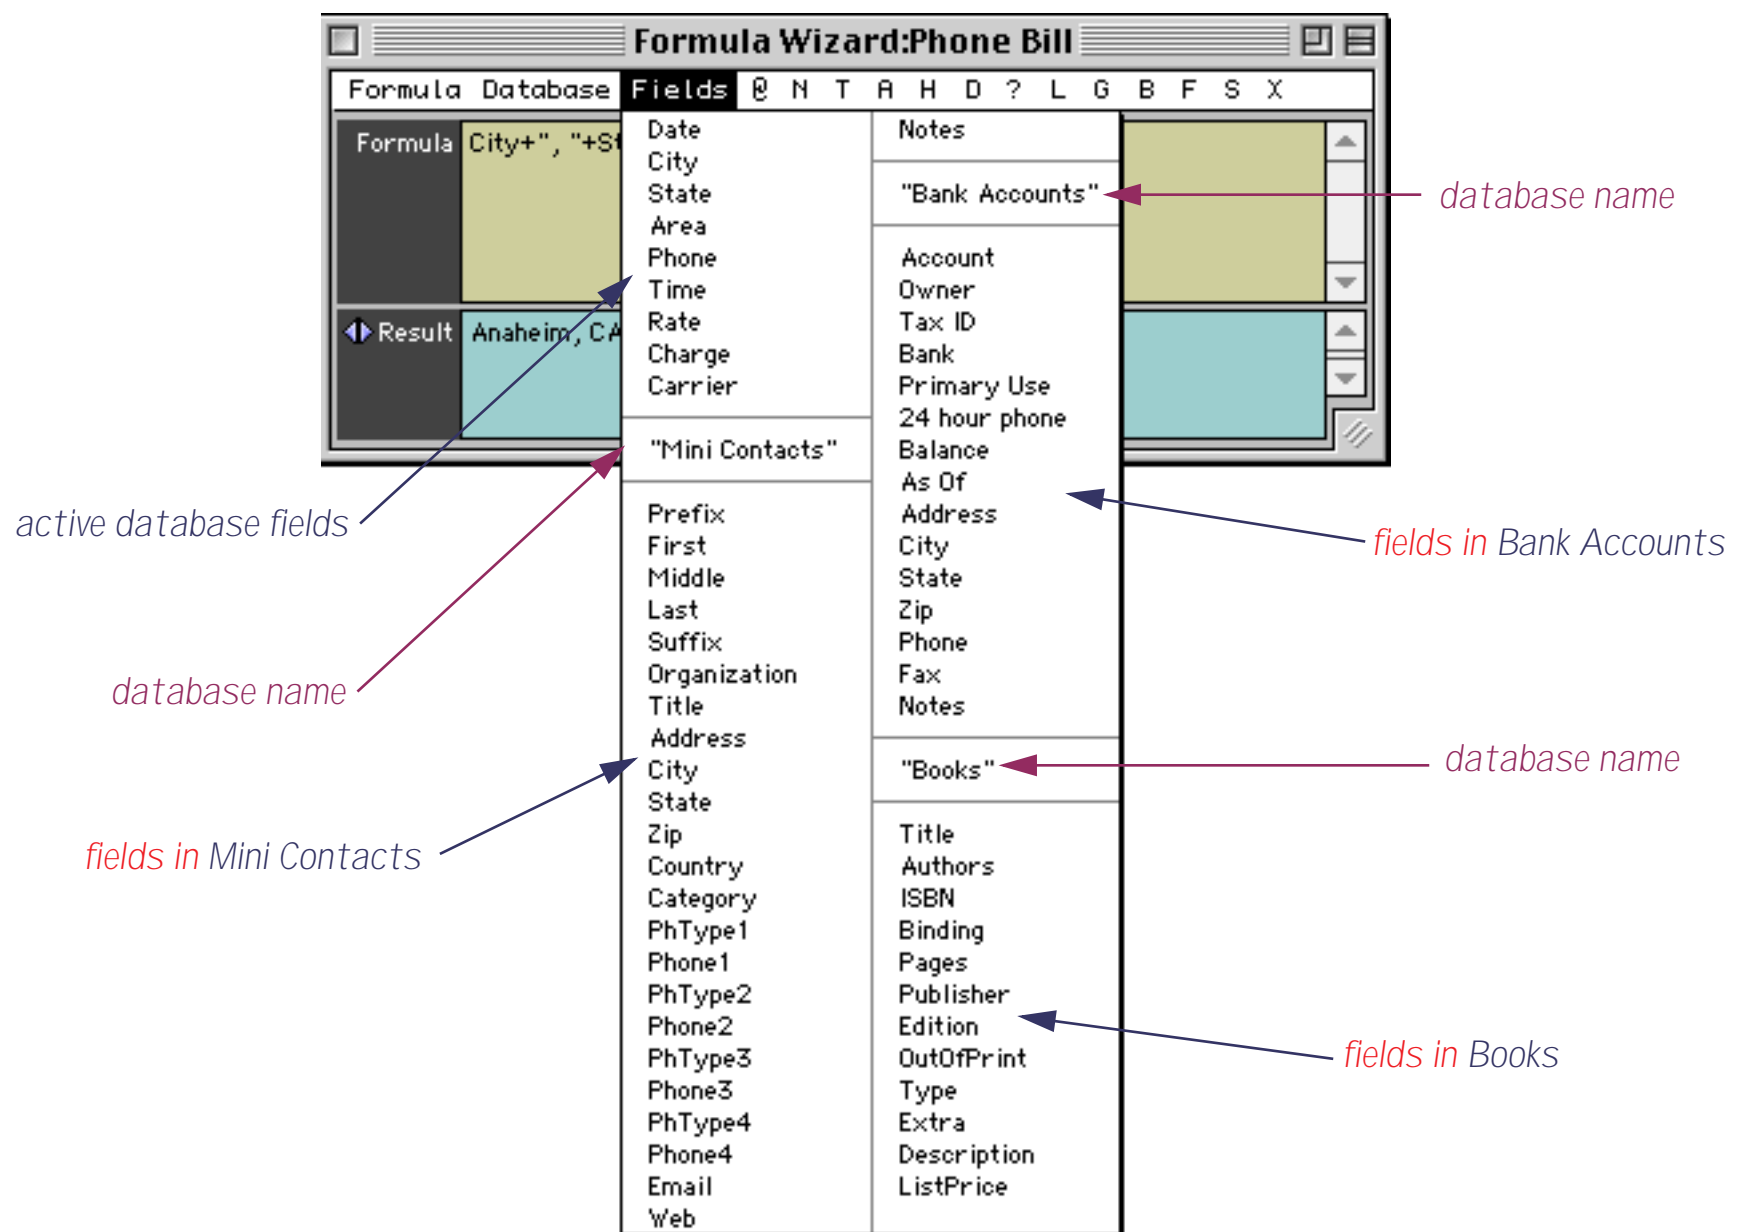 Formula Wizard:Phone Bill
Formula Database Fields @ N T A H D ? L G B F S X
Formula
City+", "+St
Result
Anaheim, CA
Date
City
State
Area
Phone
Time
Rate
Charge
Carrier
"Mini Contacts"
Prefix
First
Middle
Last
Suffix
Organization
Title
Address
City
State
Zip
Country
Category
PhType1
Phone1
PhType2
Phone2
PhType3
Phone3
PhType4
Phone4
Email
Web
Notes
"Bank Accounts"
Account
Owner
Tax ID
Bank
Primary Use
24 hour phone
Balance
As Of
Address
City
State
Zip
Phone
Fax
Notes
"Books"
Title
Authors
ISBN
Binding
Pages
Publisher
Edition
OutOfPrint
Type
Extra
Description
ListPrice
active database fields
database name
fields in Mini Contacts
database name
fields in Bank Accounts
database name
fields in Books